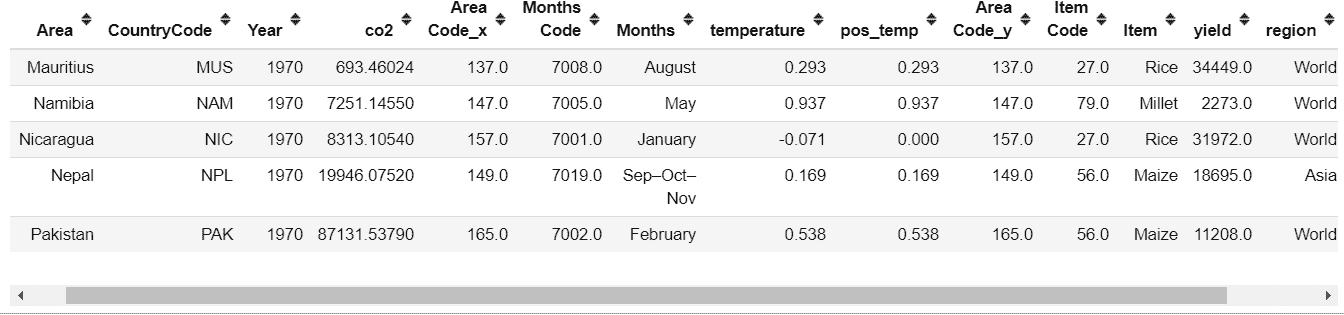 Area CountryCode Year co2 Area Code_x Months Code Months temperature pos_temp Area Code_y Item Code Item yield region
Mauritius MUS 1970 693.46024 137.0 7008.0 August 0.293 0.293 137.0 27.0 Rice 34449.0 World
Namibia NAM 1970 7251.14550 147.0 7005.0 May 0.937 0.937 147.0 79.0 Millet 2273.0 World
Nicaragua NIC 1970 8313.10540 157.0 7001.0 January -0.071 0.000 157.0 27.0 Rice 31972.0 World
Nepal NPL 1970 19946.07520 149.0 7019.0 Sep–Oct–Nov 0.169 0.169 149.0 56.0 Maize 18695.0 Asia
Pakistan PAK 1970 87131.53790 165.0 7002.0 February 0.538 0.538 165.0 56.0 Maize 11208.0 World